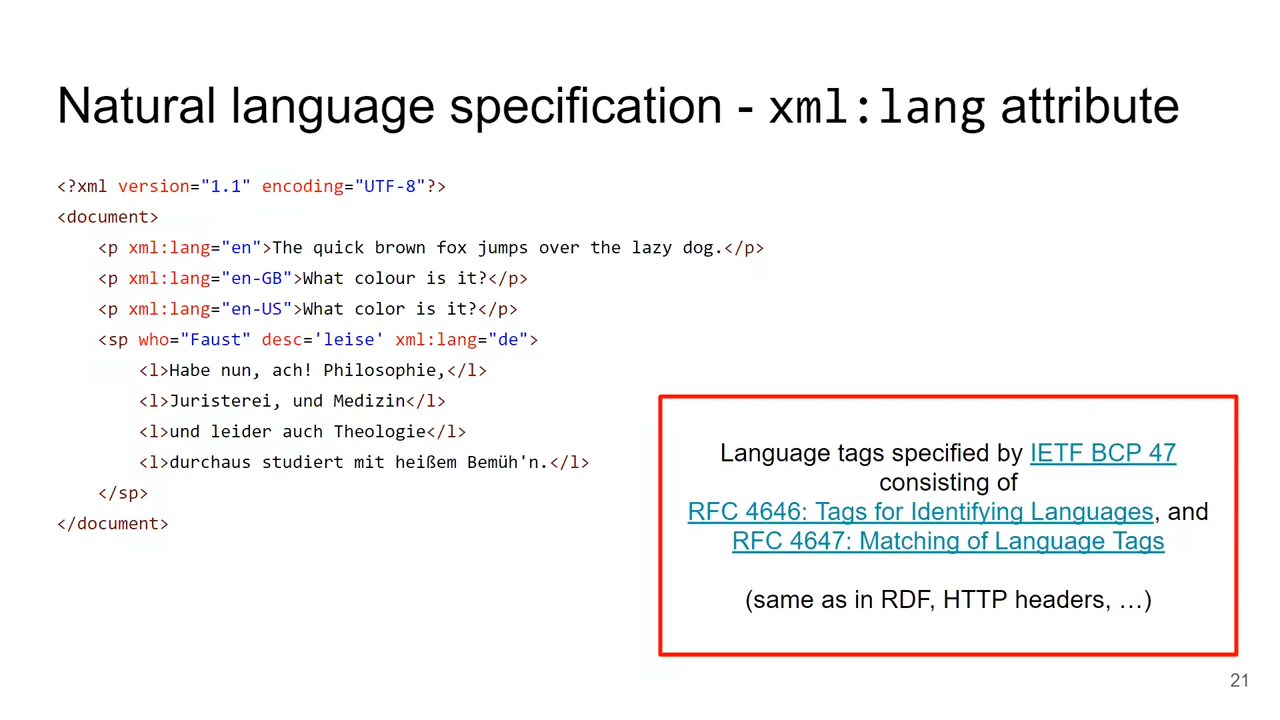 Natural language specification - xml:lang attribute
<?xml version="1.1" encoding="UTF-8"?>
<document>
<p xml:lang="en">The quick brown fox jumps over the lazy dog.</p>
<p xml:lang="en-GB">What colour is it?</p>
<p xml:lang="en-US">What color is it?</p>
<sp who="Faust" desc='leise' xml:lang="de">
<l>Habe nun, ach! Philosophie,</l>
<l>Juristerei, und Medizin</l>
<l>und leider auch Theologie</l>
<l>durchaus studiert mit heißem Bemüh'n.</l>
</sp>
</document>
Language tags specified by IETF BCP 47
consisting of
RFC 4646: Tags for Identifying Languages, and
RFC 4647: Matching of Language Tags
(same as in RDF, HTTP headers, …)
21